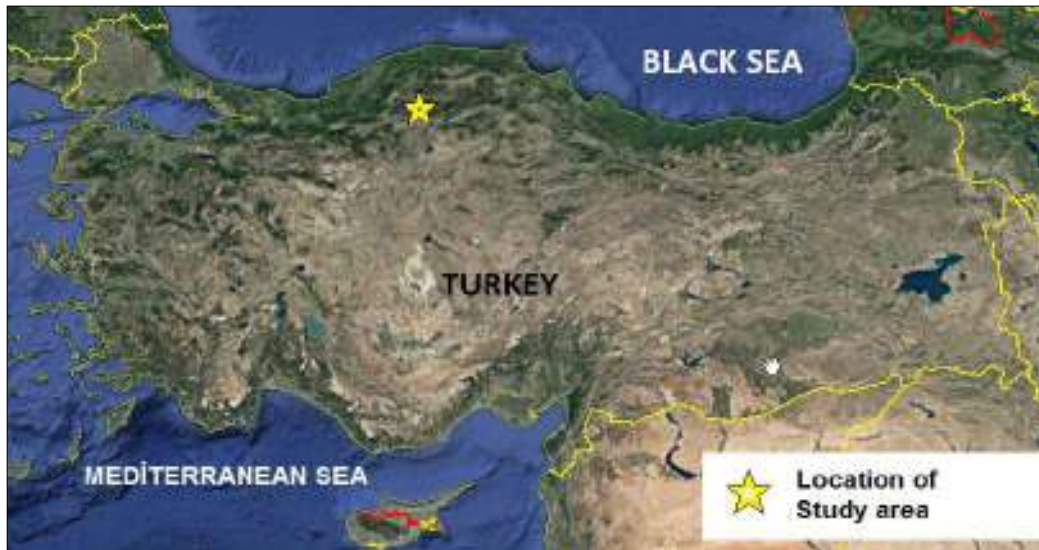 BLACK SEA
TURKEY
MEDİTERRANEAN SEA
Location of
Study area